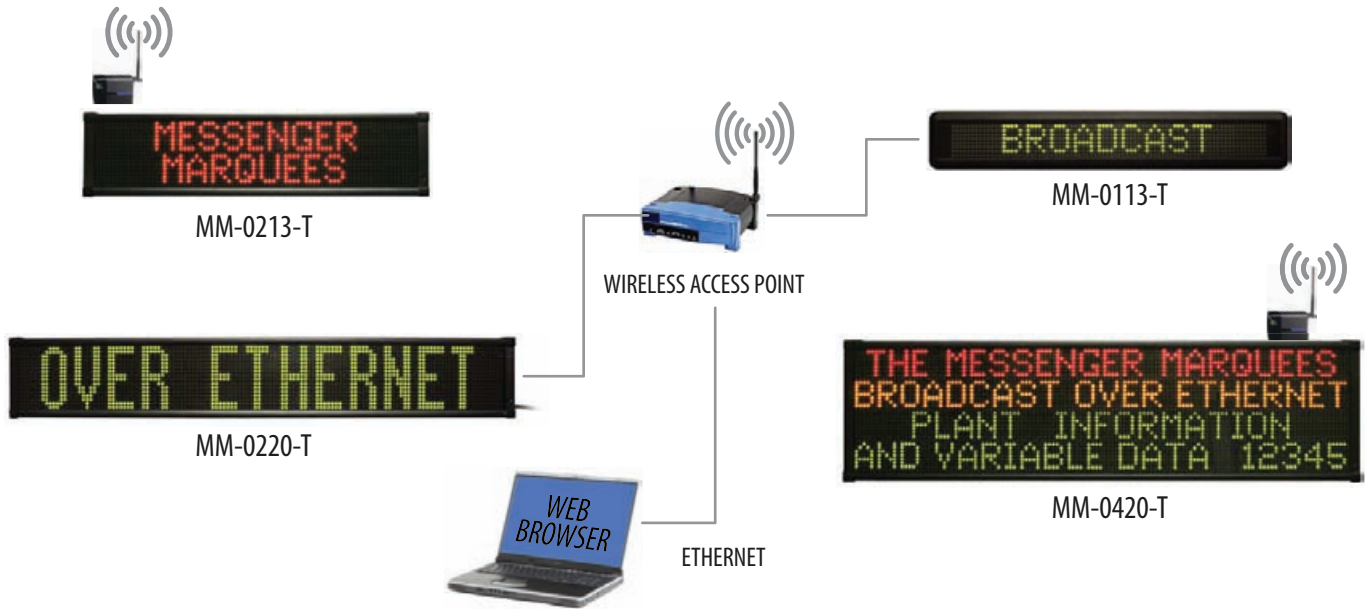 MESSENGER
MARQUEES
MM-0213-T
BROADCAST
MM-0113-T
WIRELESS ACCESS POINT
OVER ETHERNET
MM-0220-T
THE MESSENGER MARQUEES
BROADCAST OVER ETHERNET
PLANT INFORMATION
AND VARIABLE DATA 12345
MM-0420-T
WEB
BROWSER
ETHERNET